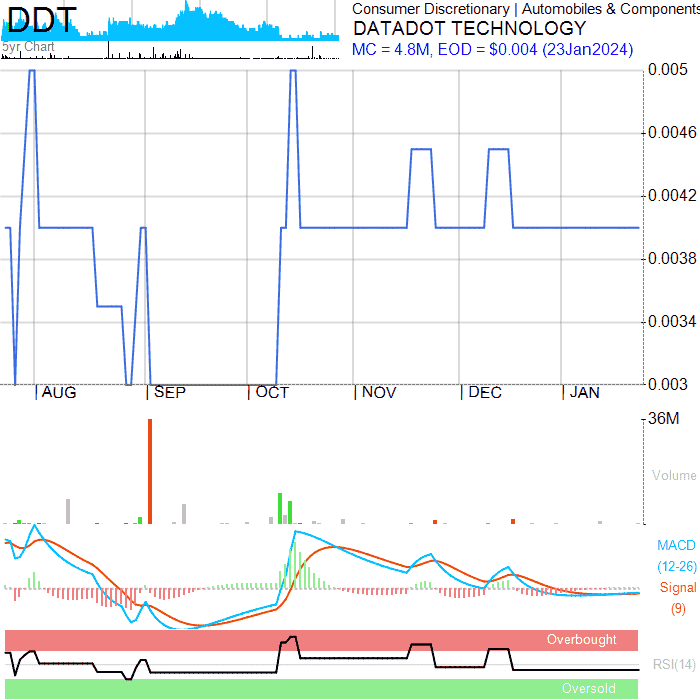 DDT
5yr Chart
Consumer Discretionary | Automobiles & Components
DATADOT TECHNOLOGY
MC = 4.8M, EOD = $0.004 (23Jan2024)
0.005
0.0046
0.0042
0.0038
0.0034
0.003
AUG SEP OCT NOV DEC JAN
36M
Volume
MACD
(12-26)
Signal
(9)
Overbought
RSI(14)
Oversold